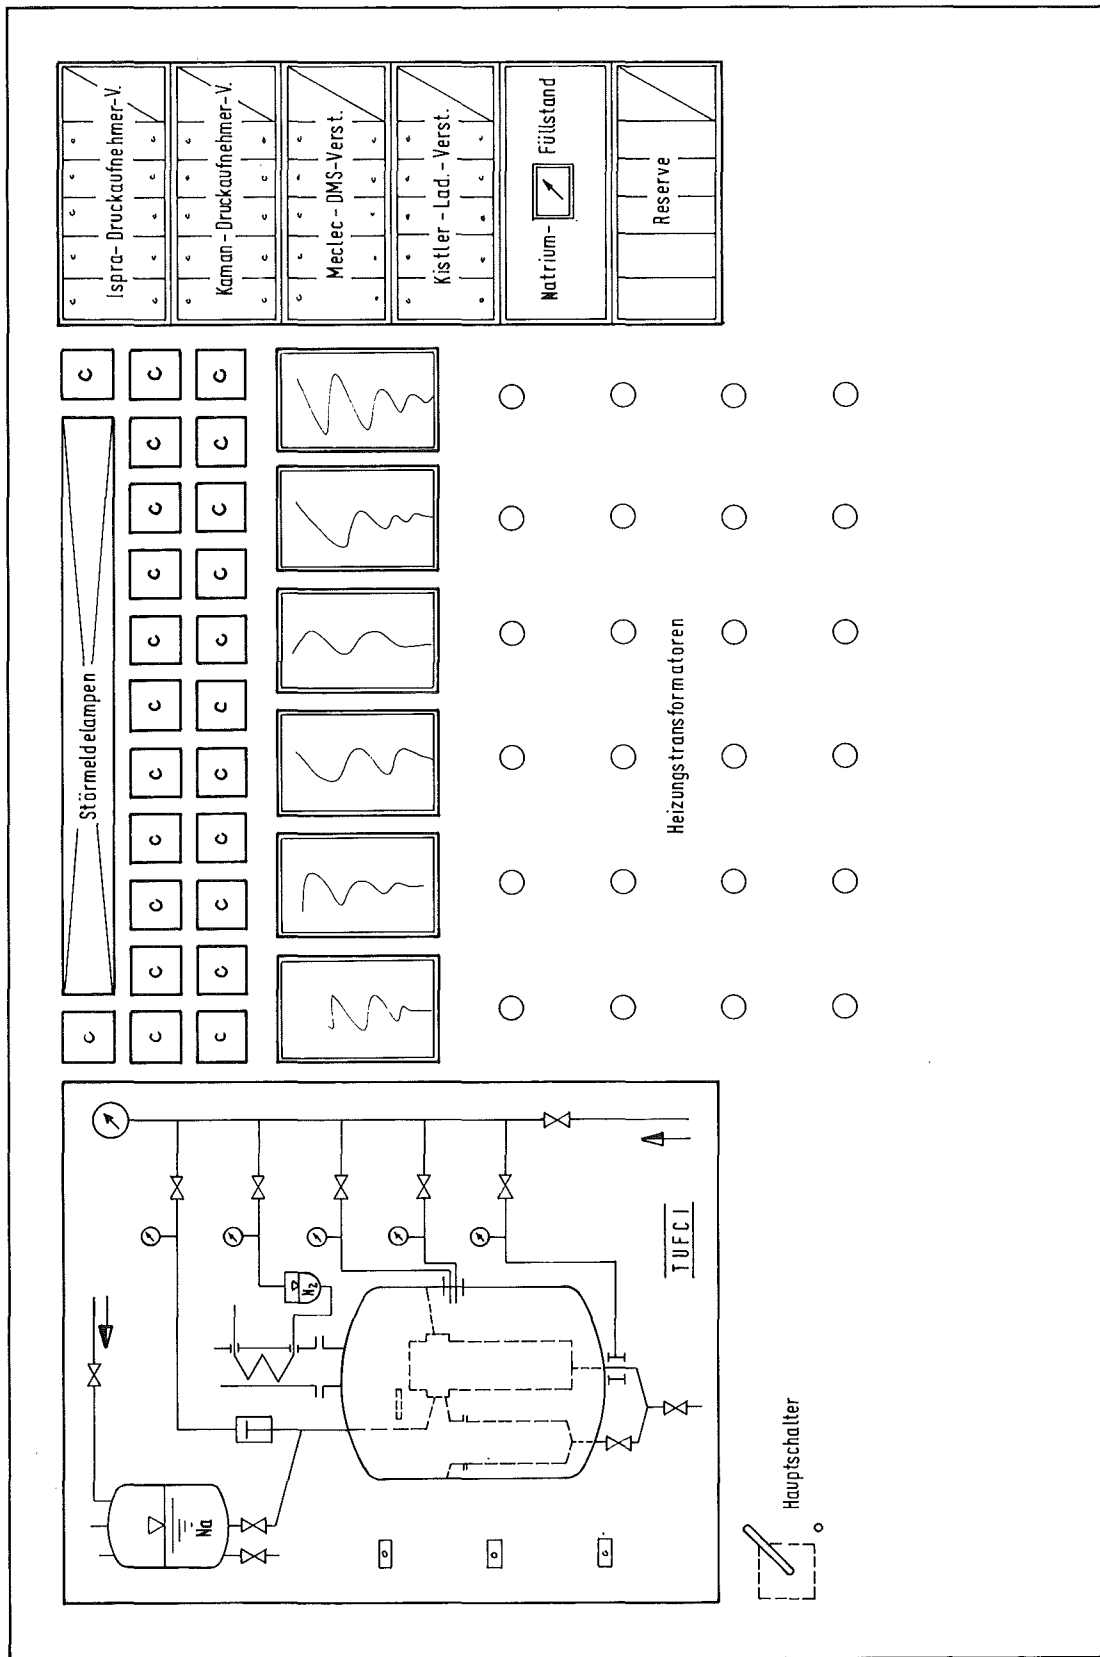 Störmeldelampen
Ispra-Druckaufnehmer-V.
Kaman-Druckaufnehmer-V.
Meclec-DMS-Verst.
Kistler-Lad.-Verst.
Natrium- Füllstand
Reserve
Na
N2
TUFCI
Heizungstransformatoren
Hauptschalter